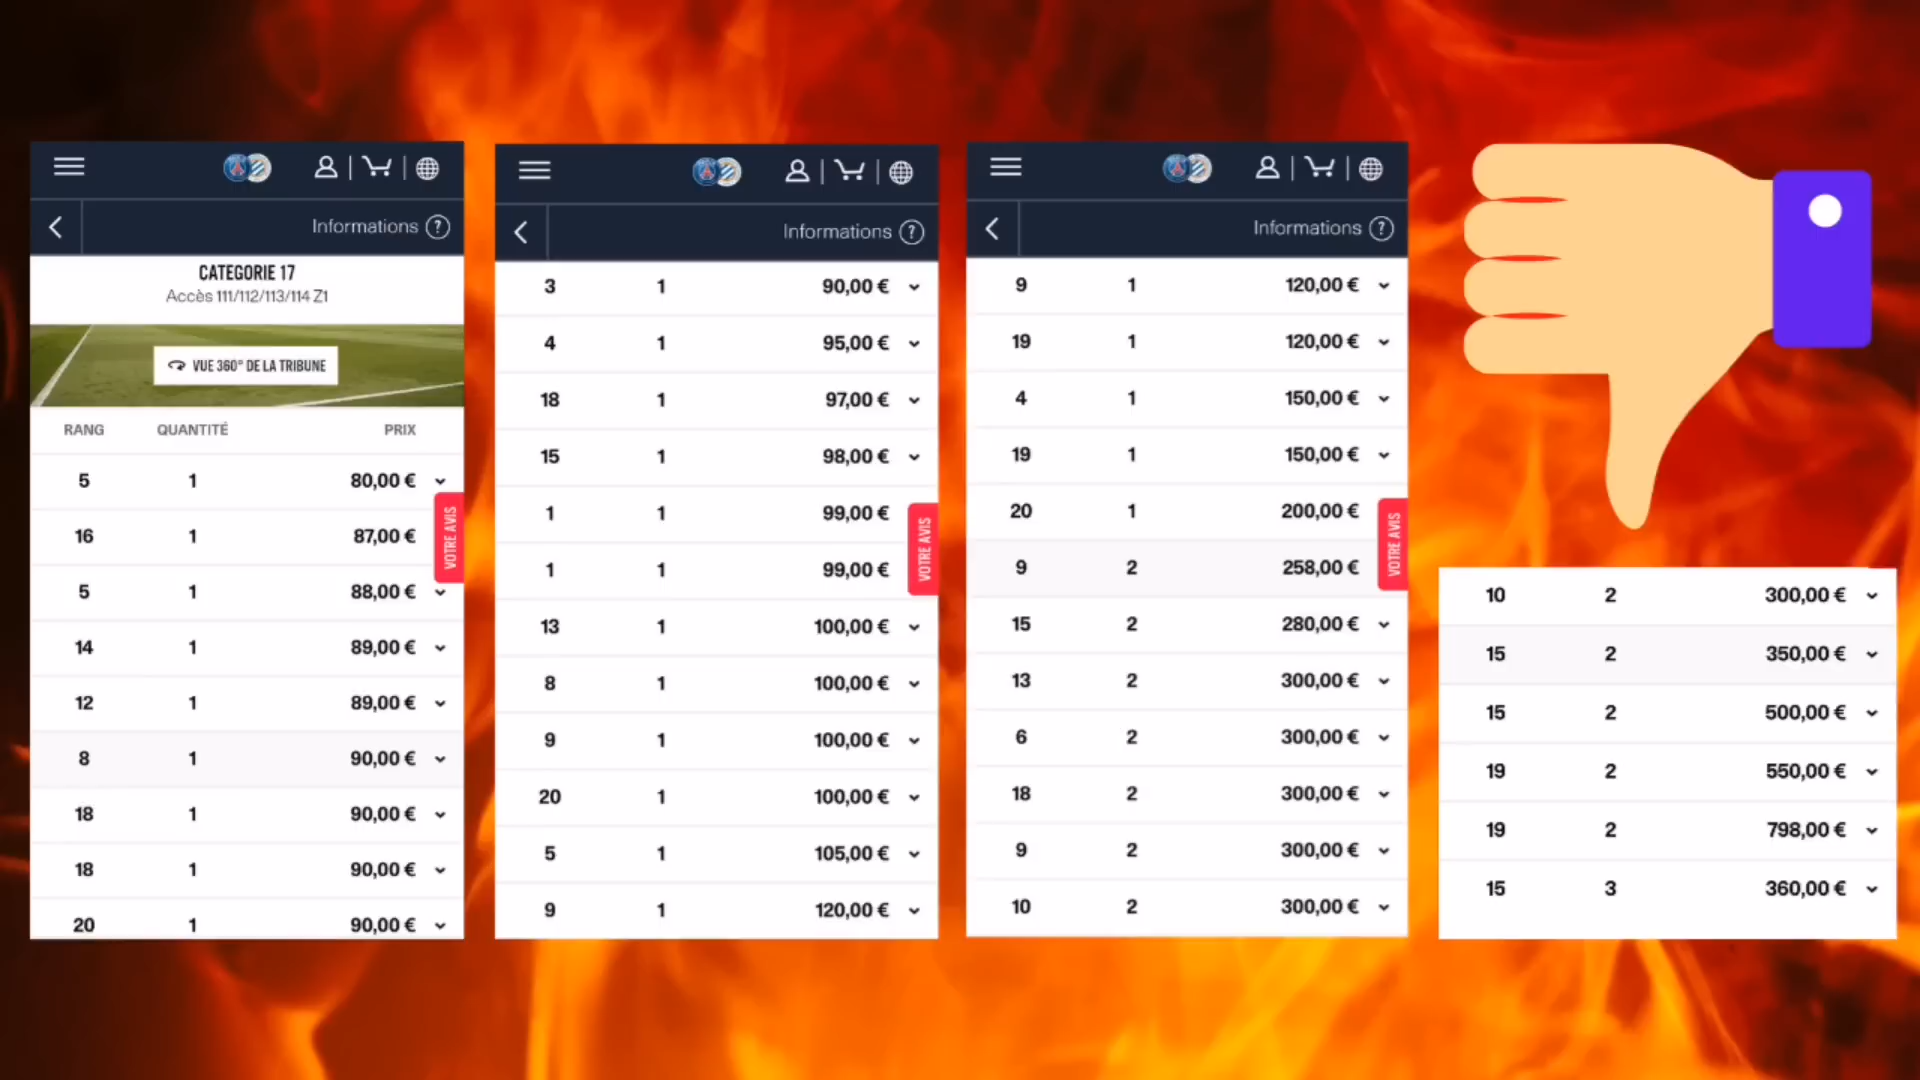 Informations ?
CATEGORIE 17
Accès 111/112/113/114 Z1
VUE 360° DE LA TRIBUNE
RANG QUANTITÉ PRIX
5 1 80,00 €
16 1 87,00 €
5 1 88,00 €
14 1 89,00 €
12 1 89,00 €
8 1 90,00 €
18 1 90,00 €
18 1 90,00 €
20 1 90,00 €
VOTRE AVIS
Informations ?
3 1 90,00 €
4 1 95,00 €
18 1 97,00 €
15 1 98,00 €
1 1 99,00 €
1 1 99,00 €
13 1 100,00 €
8 1 100,00 €
9 1 100,00 €
20 1 100,00 €
5 1 105,00 €
9 1 120,00 €
VOTRE AVIS
Informations ?
9 1 120,00 €
19 1 120,00 €
4 1 150,00 €
19 1 150,00 €
20 1 200,00 €
9 2 258,00 €
15 2 280,00 €
13 2 300,00 €
6 2 300,00 €
18 2 300,00 €
9 2 300,00 €
10 2 300,00 €
VOTRE AVIS
10 2 300,00 €
15 2 350,00 €
15 2 500,00 €
19 2 550,00 €
19 2 798,00 €
15 3 360,00 €